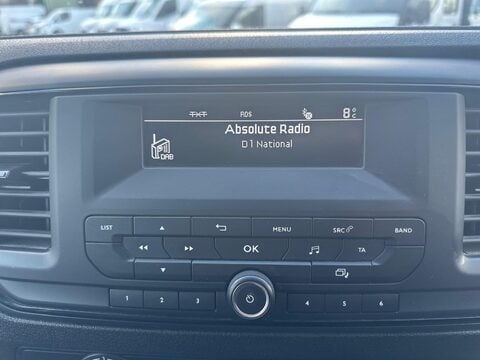 TXT RDS 8°C
Absolute Radio
D1 National
DAB
LIST MENU SRC BAND
OK TA
1 2 3 4 5 6